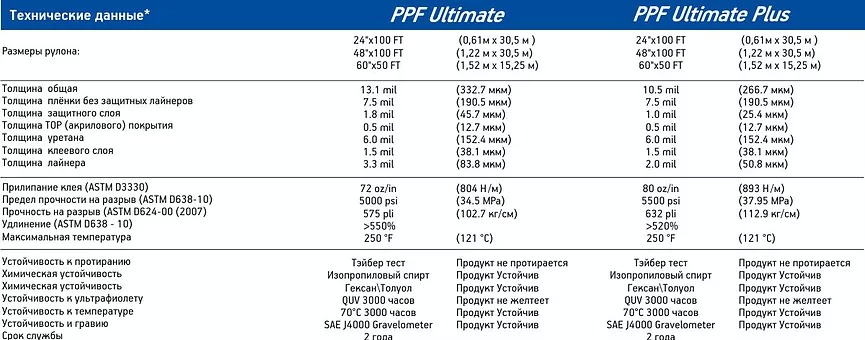 Технические данные* PPF Ultimate PPF Ultimate Plus
Размеры рулона: 24"x100 FT (0,61м x 30,5 м ) 24"x100 FT (0,61м x 30,5 м )
48"x100 FT (1,22 м x 30,5 м) 48"x100 FT (1,22 м x 30,5 м)
60"x50 FT (1,52 м x 15,25 м) 60"x50 FT (1,52 м x 15,25 м)
Толщина общая 13.1 mil (332.7 мкм) 10.5 mil (266.7 мкм)
Толщина плёнки без защитных лайнеров 7.5 mil (190.5 мкм) 7.5 mil (190.5 мкм)
Толщина защитного слоя 1.8 mil (45.7 мкм) 1.0 mil (25.4 мкм)
Толщина TOP (акрилового) покрытия 0.5 mil (12.7 мкм) 0.5 mil (12.7 мкм)
Толщина уретана 6.0 mil (152.4 мкм) 6.0 mil (152.4 мкм)
Толщина клеевого слоя 1.5 mil (38.1 мкм) 1.5 mil (38.1 мкм)
Толщина лайнера 3.3 mil (83.8 мкм) 2.0 mil (50.8 мкм)
Прилипание клея (ASTM D3330) 72 oz/in (804 Н/м) 80 oz/in (893 Н/м)
Предел прочности на разрыв (ASTM D638-10) 5000 psi (34.5 MPa) 5500 psi (37.95 MPa)
Прочность на разрыв (ASTM D624-00 (2007) 575 pli (102.7 кг/см) 632 pli (112.9 кг/см)
Удлинение (ASTM D638 - 10) >550% >520%
Максимальная температура 250 °F (121 °C) 250 °F (121 °C)
Устойчивость к протиранию Тэйбер тест Продукт не протирается Тэйбер тест Продукт не протирается
Химическая устойчивость Изопропиловый спирт Продукт Устойчив Изопропиловый спирт Продукт Устойчив
Химическая устойчивость Гексан\Толуол Продукт Устойчив Гексан\Толуол Продукт Устойчив
Устойчивость к ультрафиолету QUV 3000 часов Продукт не желтеет QUV 3000 часов Продукт не желтеет
Устойчивость к температуре 70°C 3000 часов Продукт Устойчив 70°C 3000 часов Продукт Устойчив
Устойчивость и гравию SAE J4000 Gravelometer Продукт Устойчив SAE J4000 Gravelometer Продукт Устойчив
Срок службы 2 года 2 года